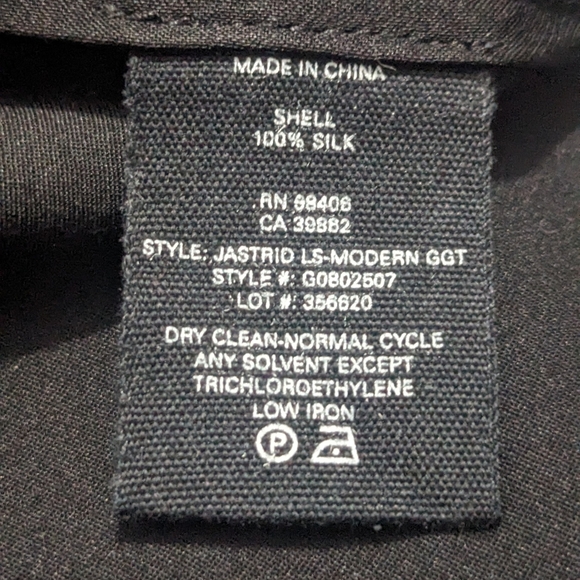 MADE IN CHINA
SHELL
100% SILK
RN 98406
CA 39882
STYLE: JASTRID LS-MODERN GGT
STYLE #: G0802507
LOT #: 356620
DRY CLEAN-NORMAL CYCLE
ANY SOLVENT EXCEPT
TRICHLOROETHYLENE
LOW IRON
P